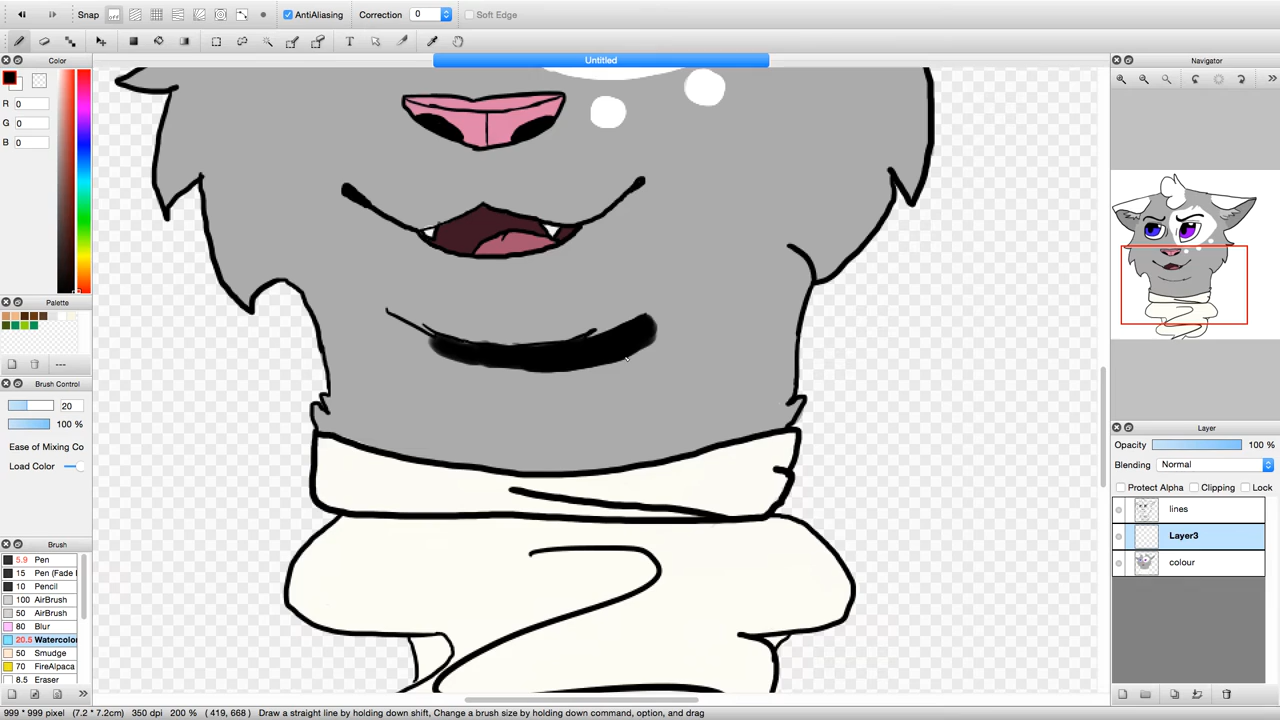 Snap off AntiAliasing Correction 0 Soft Edge
Color Untitled Navigator
R 0
G 0
B 0
Palette
---
Brush Control
20
100 %
Ease of Mixing Co
Load Color
Brush
5.9 Pen
15 Pen (Fade I
10 Pencil
100 AirBrush
50 AirBrush
80 Blur
20.5 Watercolo
50 Smudge
70 FireAlpaca
8.5 Eraser
Layer
Opacity 100 %
Blending Normal
Protect Alpha Clipping Lock
lines
Layer3
colour
999 * 999 pixel (7.2 * 7.2cm) 350 dpi 200 % ( 419, 668 ) Draw a straight line by holding down shift, Change a brush size by holding down command, option, and drag